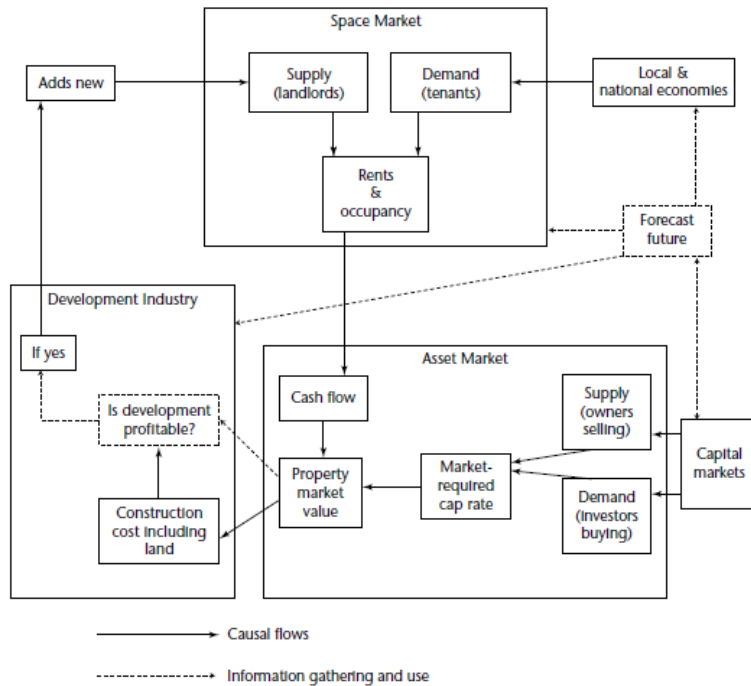 Space Market
Adds new
Supply
(landlords)
Demand
(tenants)
Local &
national economies
Rents
&
occupancy
Forecast
future
Development Industry
If yes
Is development
profitable?
Construction
cost including
land
Asset Market
Cash flow
Property
market
value
Market-
required
cap rate
Supply
(owners
selling)
Demand
(investors
buying)
Capital
markets
Causal flows
Information gathering and use